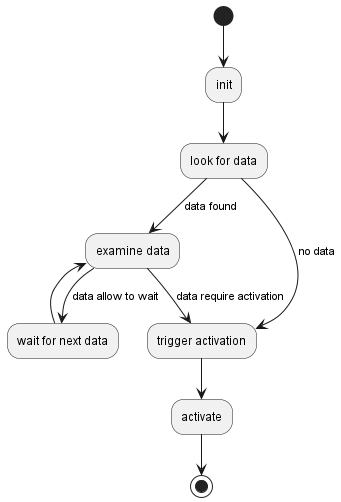 init
look for data
data found
no data
examine data
data allow to wait
data require activation
wait for next data
trigger activation
activate